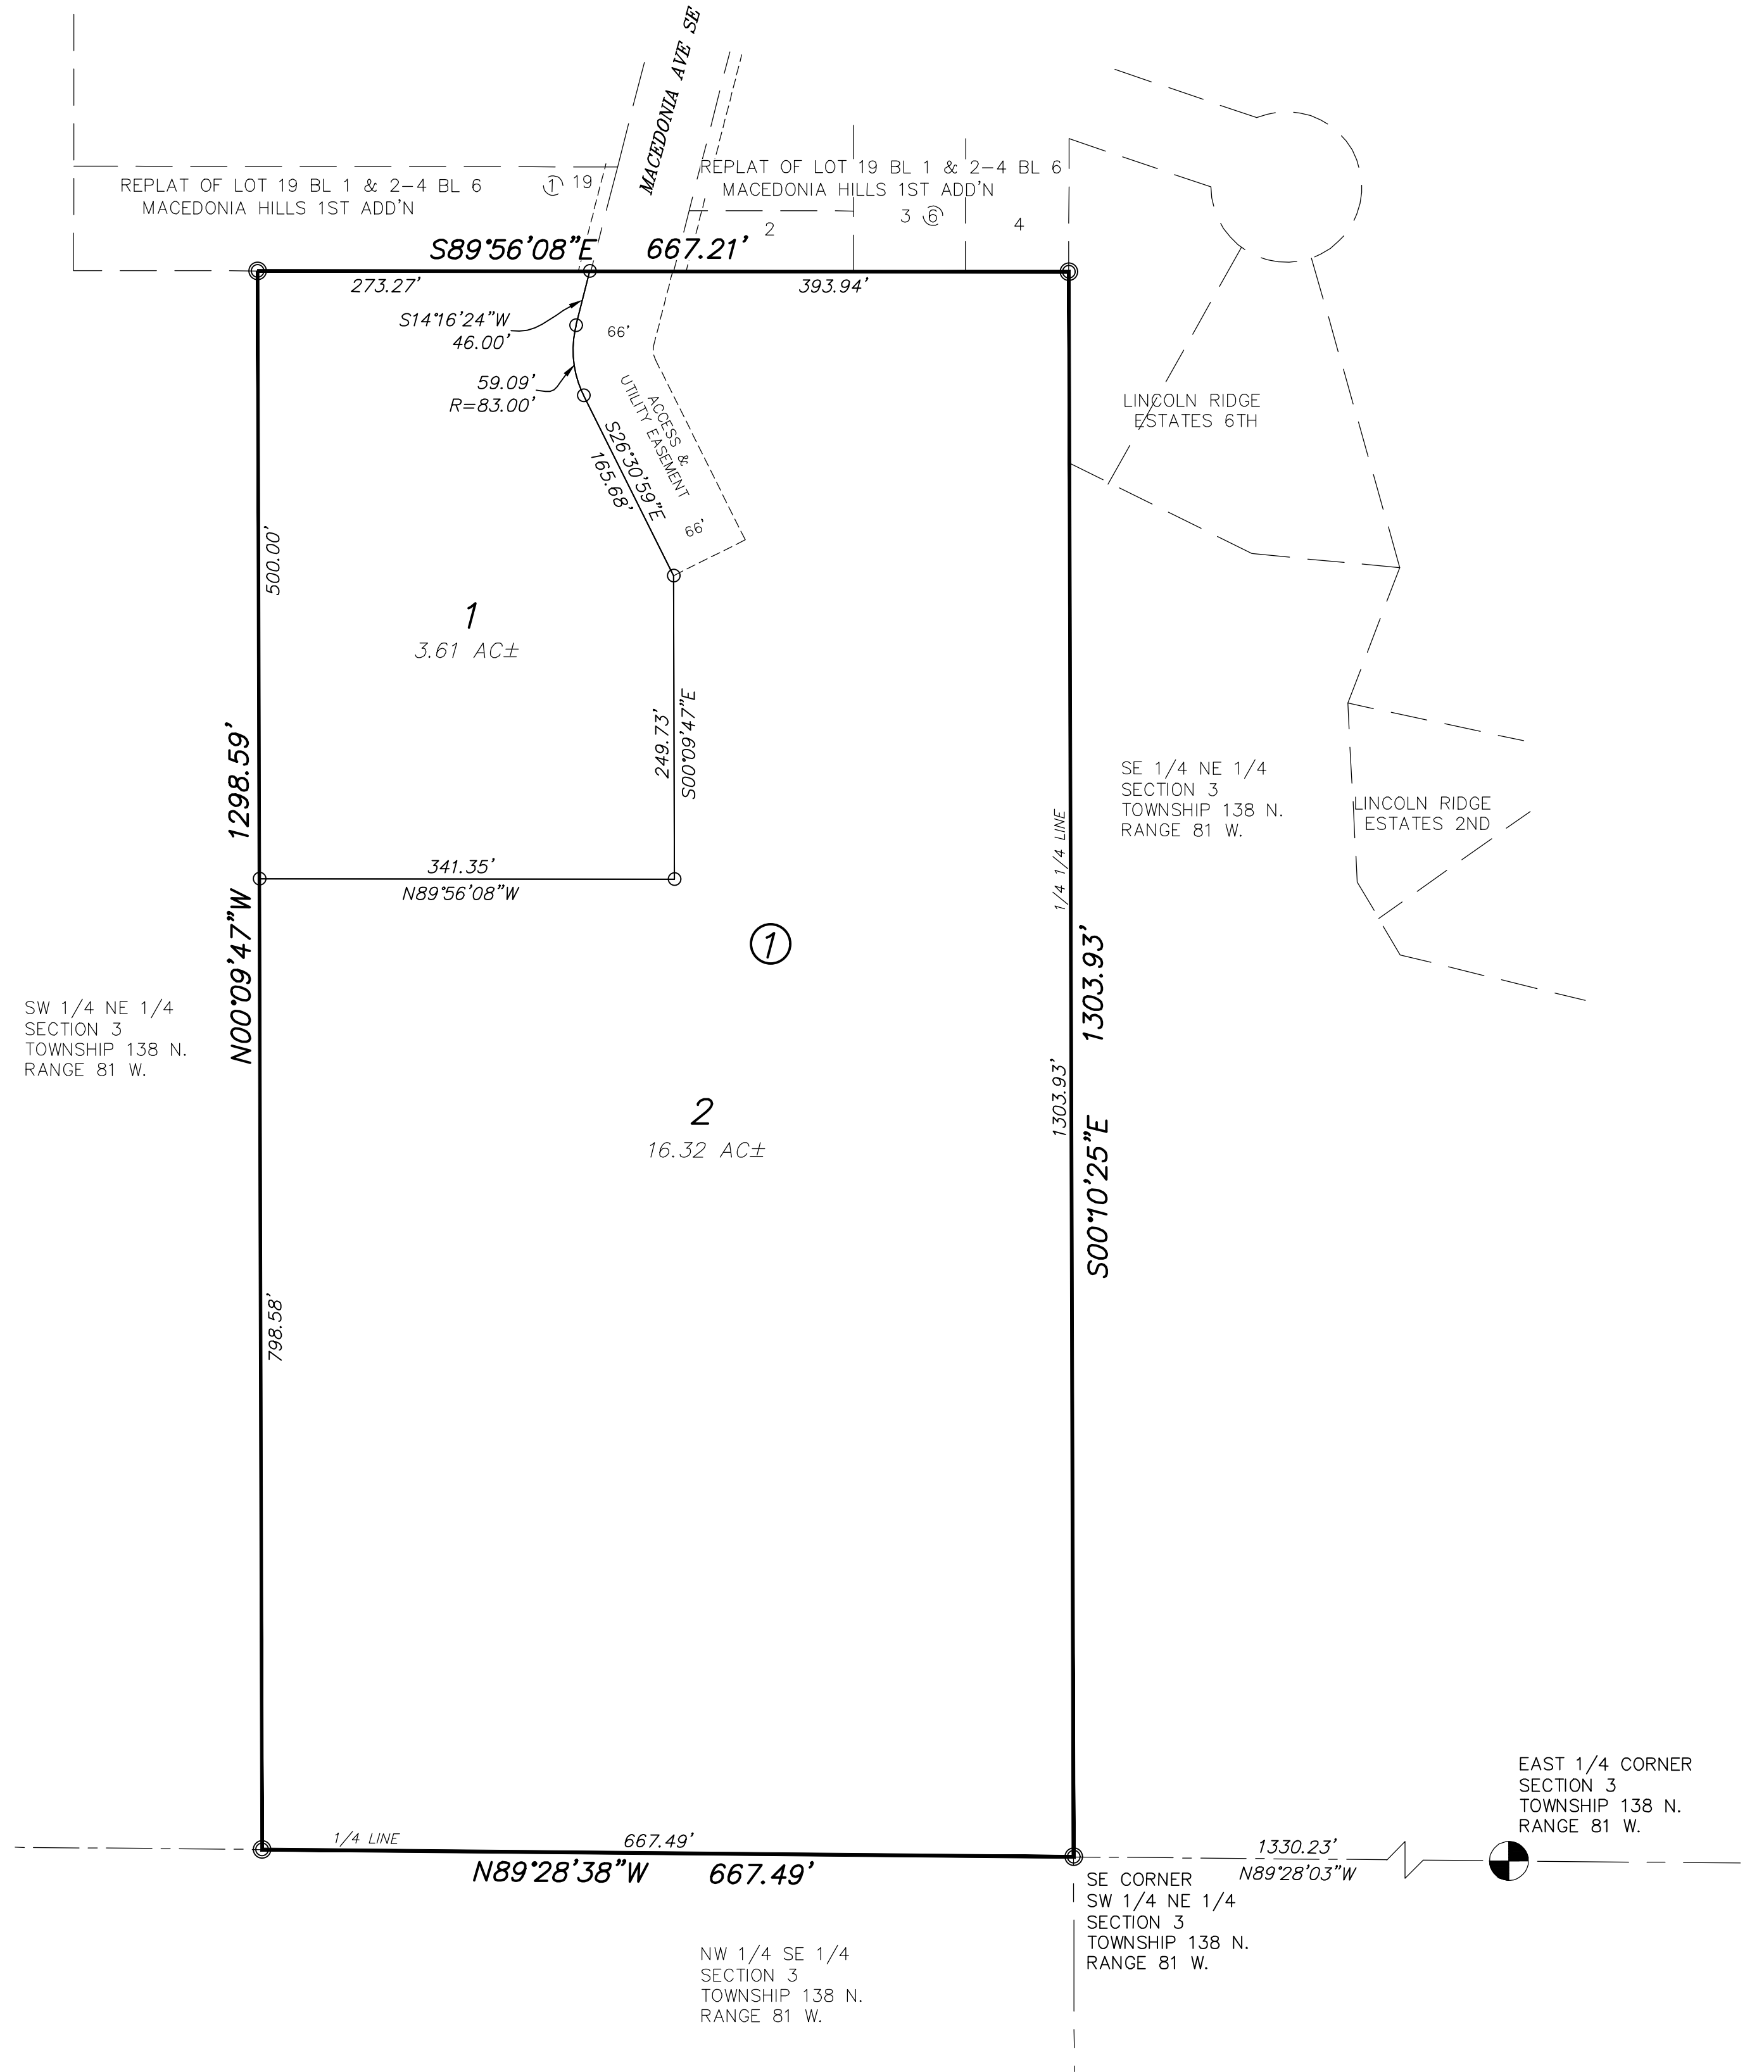 MACEDONIA AVE SE
REPLAT OF LOT 19 BL 1 & 2-4 BL 6
MACEDONIA HILLS 1ST ADD'N
1 19
REPLAT OF LOT 19 BL 1 & 2-4 BL 6
MACEDONIA HILLS 1ST ADD'N
2
3 6
4
S89°56'08"E 667.21'
273.27'
393.94'
S14°16'24"W
46.00'
66'
59.09'
R=83.00'
ACCESS &
UTILITY EASEMENT
S26°30'59"E
165.68'
66'
LINCOLN RIDGE
ESTATES 6TH
500.00'
1
3.61 AC±
249.73'
S00°09'47"E
N00°09'47"W 1298.59'
341.35'
N89°56'08"W
1
1/4 1/4 LINE
SE 1/4 NE 1/4
SECTION 3
TOWNSHIP 138 N.
RANGE 81 W.
LINCOLN RIDGE
ESTATES 2ND
SW 1/4 NE 1/4
SECTION 3
TOWNSHIP 138 N.
RANGE 81 W.
2
16.32 AC±
1303.93'
S00°10'25"E 1303.93'
798.58'
1/4 LINE
667.49'
N89°28'38"W 667.49'
1330.23'
N89°28'03"W
EAST 1/4 CORNER
SECTION 3
TOWNSHIP 138 N.
RANGE 81 W.
SE CORNER
SW 1/4 NE 1/4
SECTION 3
TOWNSHIP 138 N.
RANGE 81 W.
NW 1/4 SE 1/4
SECTION 3
TOWNSHIP 138 N.
RANGE 81 W.